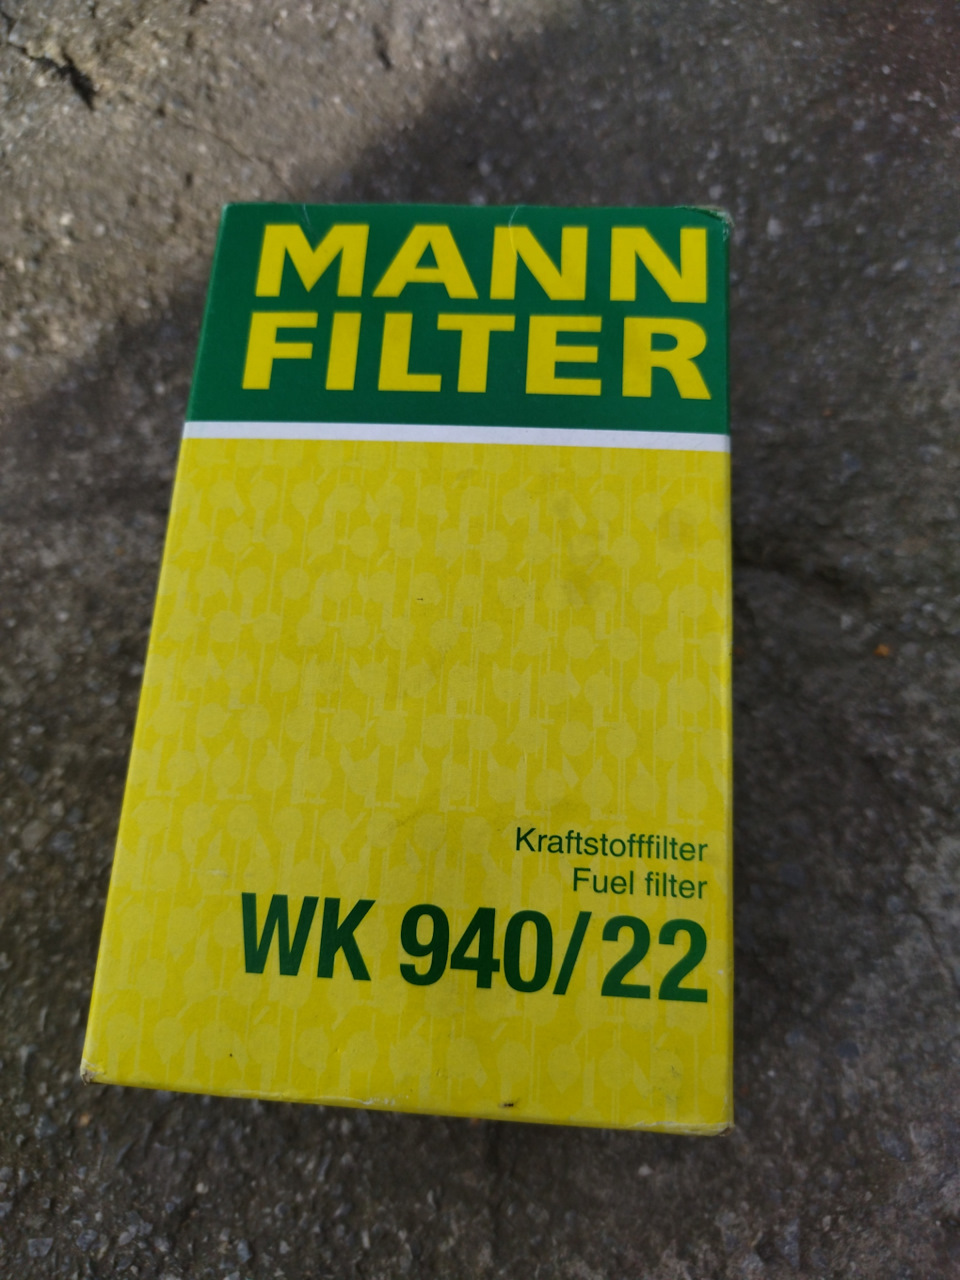 MANN
FILTER
Kraftstofffilter
Fuel filter
WK 940/22